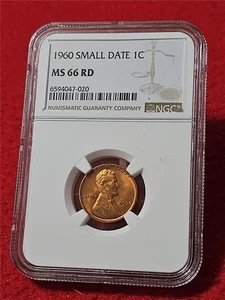 1960 SMALL DATE 1C
MS 66 RD
6594047-020
NUMISMATIC GUARANTY COMPANY
NGC